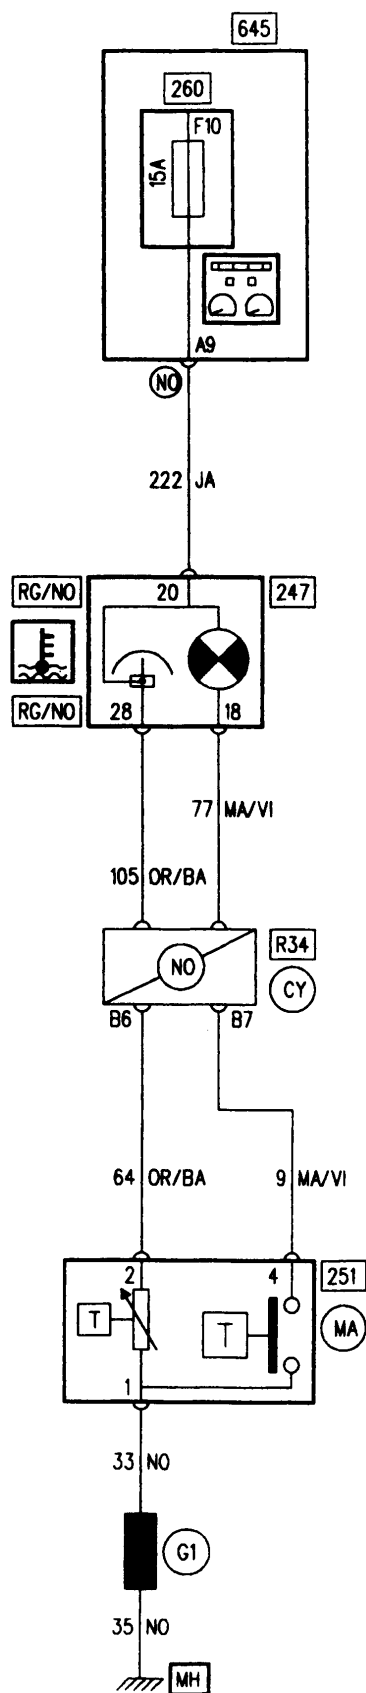 645
260
F10
15A
A9
NO
222 JA
RG/NO 20 247
RG/NO 28 18
77 MA/VI
105 OR/BA
R34
NO
CY
B6 B7
64 OR/BA 9 MA/VI
2 4 251
T T MA
1
33 NO
G1
35 NO
MH